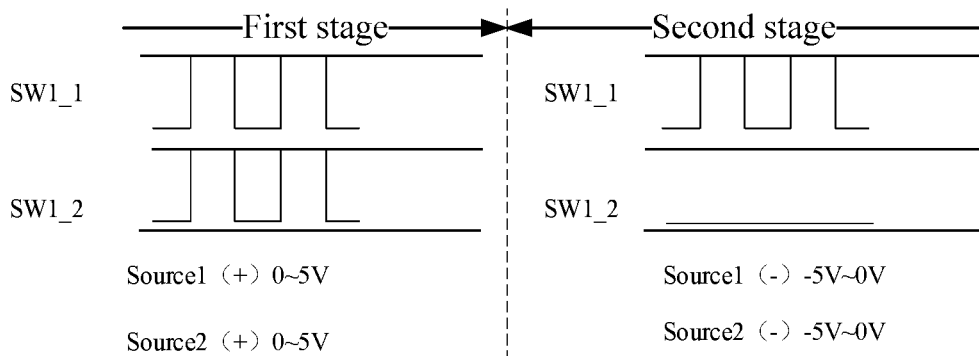 First stage
Second stage
SW1_1
SW1_1
SW1_2
SW1_2
Source1（+）0~5V
Source1（-）-5V~0V
Source2（+）0~5V
Source2（-）-5V~0V